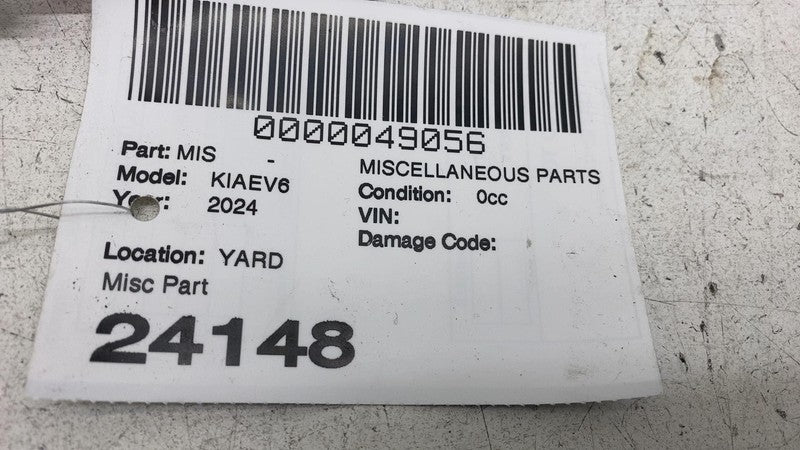 0000049056
Part: MIS - MISCELLANEOUS PARTS
Model: KIAEV6 Condition: 0cc
Year: 2024 VIN:
Damage Code:
Location: YARD
Misc Part
24148